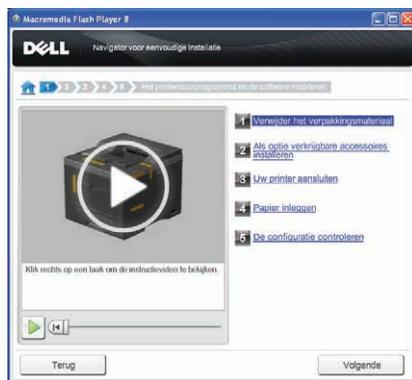 Macromedia Flash Player 8
DELL
Navigator voor eenvoudige installatie
1 2 3 4 5 Het printerstuurprogramma en de software installeren
1 Verwijder het verpakkingsmateriaal
2 Als optie verkrijgbare accessoires
installeren
3 Uw printer aansluiten
4 Papier inleggen
5 De configuratie controleren
Klik rechts op een taak om de instructievideo te bekijken.
Terug
Volgende